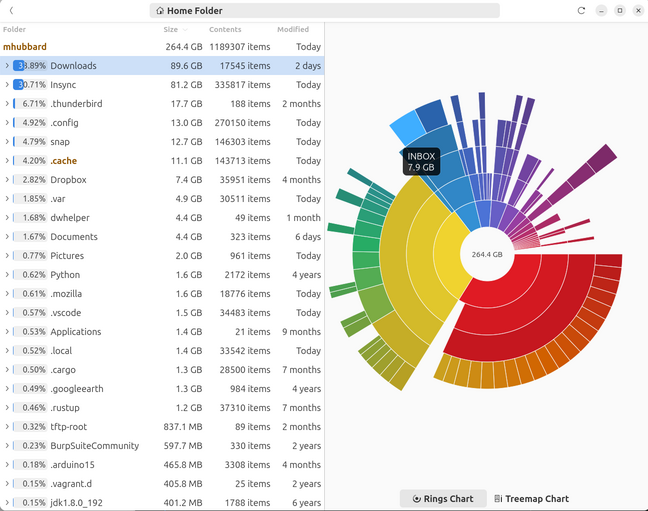 Home Folder
Folder Size Contents Modified
mhubbard 264.4 GB 1189307 items Today
33.89% Downloads 89.6 GB 17545 items 2 days
30.71% Insync 81.2 GB 335817 items Today
6.71% .thunderbird 17.7 GB 188 items 2 months
4.92% .config 13.0 GB 270150 items Today
4.79% snap 12.7 GB 146303 items Today
4.20% .cache 11.1 GB 143713 items Today
2.82% Dropbox 7.4 GB 35951 items 4 months
1.85% .var 4.9 GB 30511 items Today
1.68% dwhelper 4.4 GB 49 items 1 month
1.67% Documents 4.4 GB 323 items 6 days
0.77% Pictures 2.0 GB 961 items Today
0.62% Python 1.6 GB 2172 items 4 years
0.61% .mozilla 1.6 GB 18776 items Today
0.57% .vscode 1.5 GB 34483 items Today
0.53% Applications 1.4 GB 21 items 9 months
0.52% .local 1.4 GB 33542 items Today
0.50% .cargo 1.3 GB 28500 items 7 months
0.49% .googleearth 1.3 GB 984 items 4 years
0.46% .rustup 1.2 GB 37310 items 7 months
0.32% tftp-root 837.1 MB 89 items 2 months
0.23% BurpSuiteCommunity 597.7 MB 330 items 2 years
0.18% .arduino15 465.8 MB 3308 items 4 months
0.15% .vagrant.d 405.8 MB 25 items 2 years
0.15% jdk1.8.0_192 401.2 MB 1788 items 6 years
INBOX
7.9 GB
264.4 GB
Rings Chart Treemap Chart